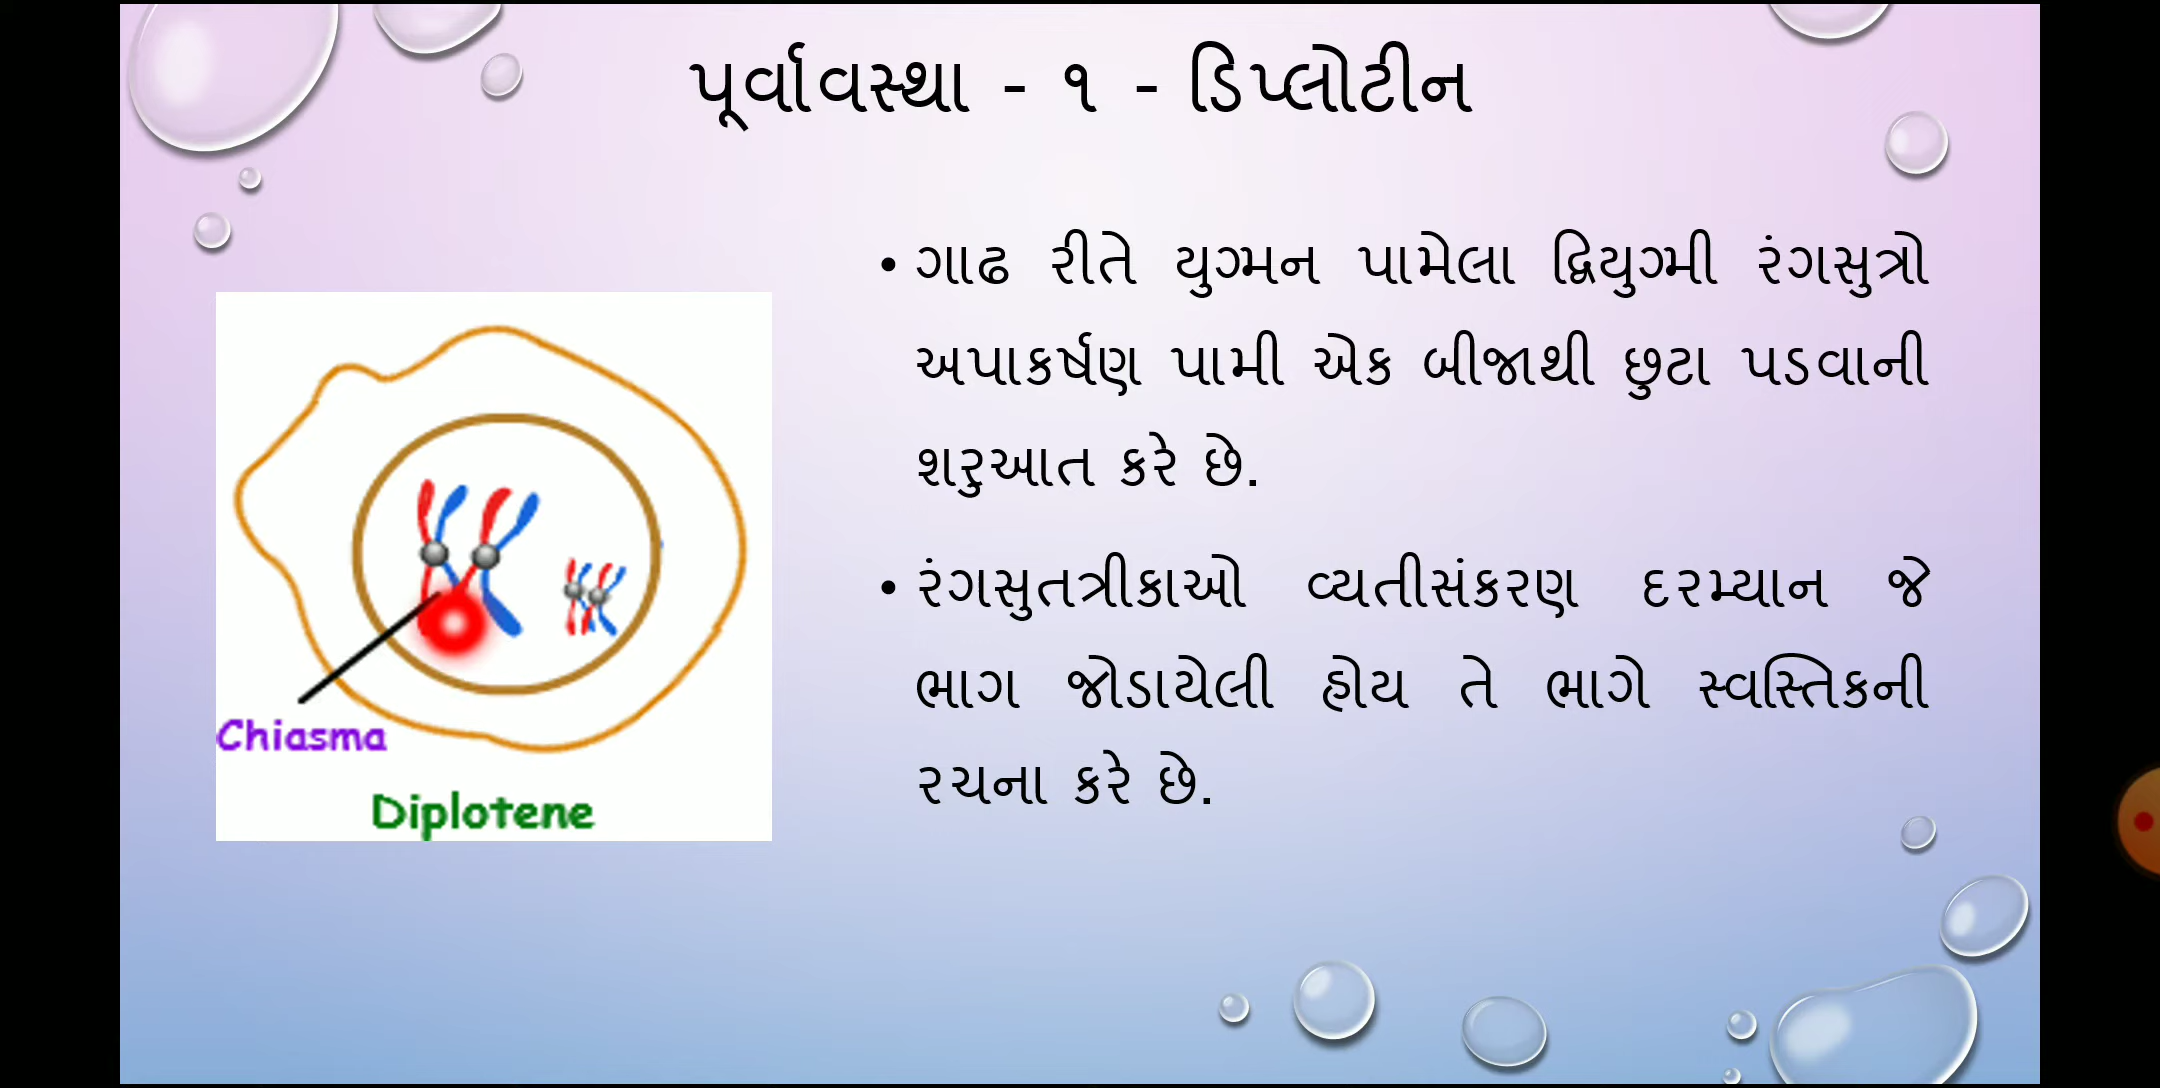 પૂર્વાવસ્થા - ૧ - ડિપ્લોટીન
• ગાઢ રીતે યુગ્મન પામેલા દ્વિયુગ્મી રંગસુત્રો
અપાકર્ષણ પામી એક બીજાથી છુટા પડવાની
શરુઆત કરે છે.
• રંગસુતત્રીકાઓ વ્યતીસંકરણ દરમ્યાન જે
ભાગ જોડાયેલી હોય તે ભાગે સ્વસ્તિકની
રચના કરે છે.
Chiasma
Diplotene